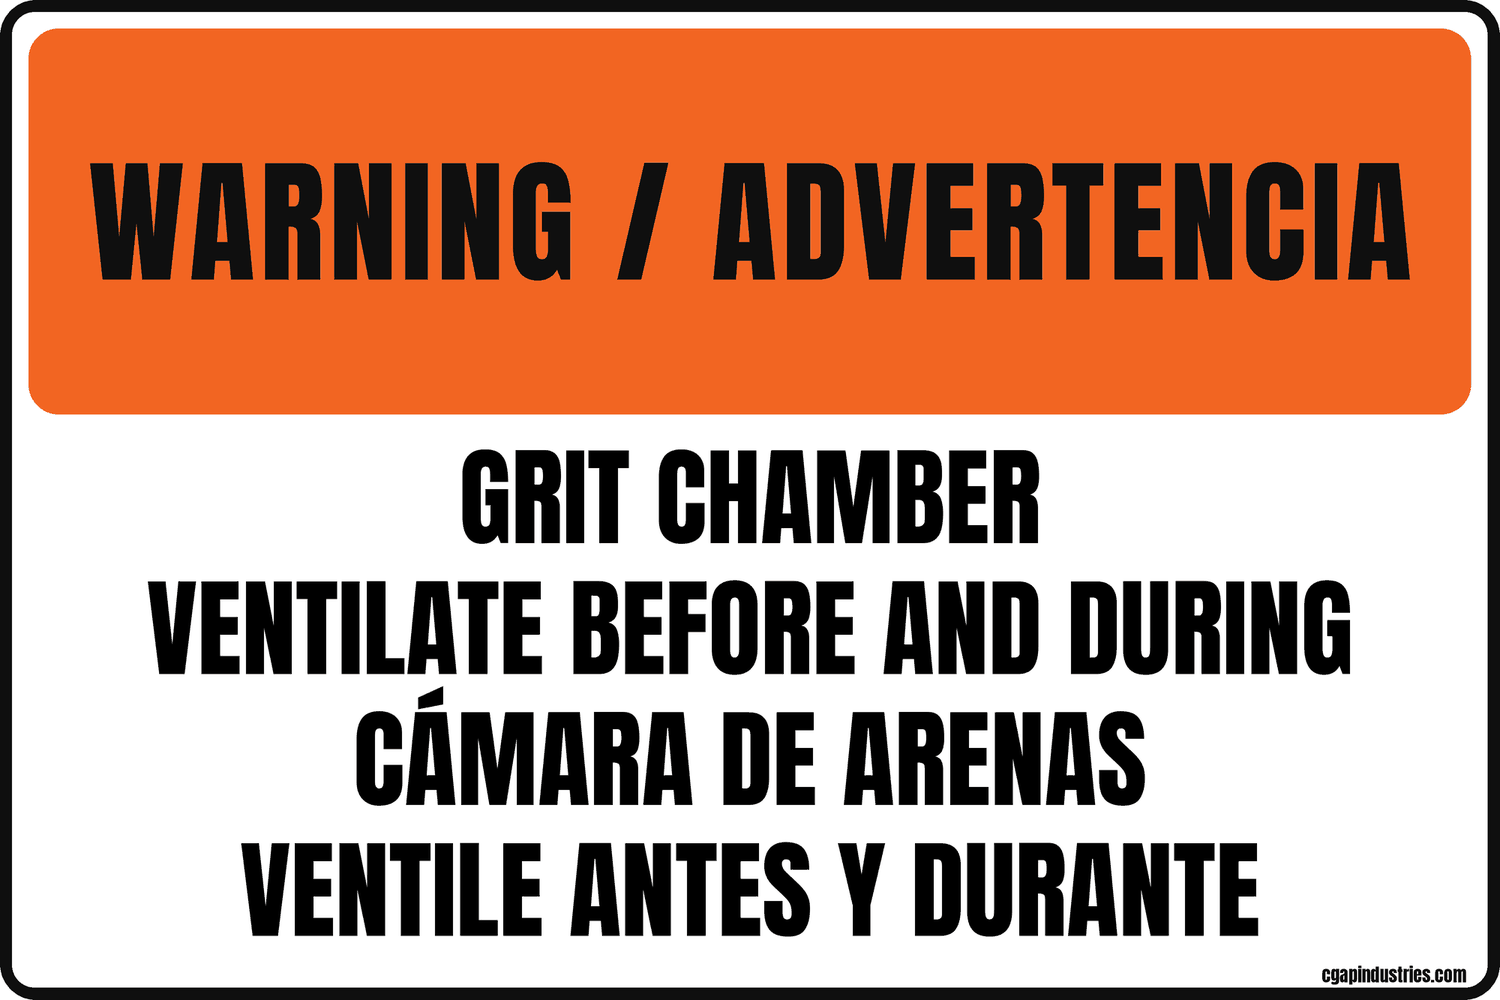 WARNING / ADVERTENCIA
GRIT CHAMBER
VENTILATE BEFORE AND DURING
CÁMARA DE ARENAS
VENTILE ANTES Y DURANTE
cgapindustries.com